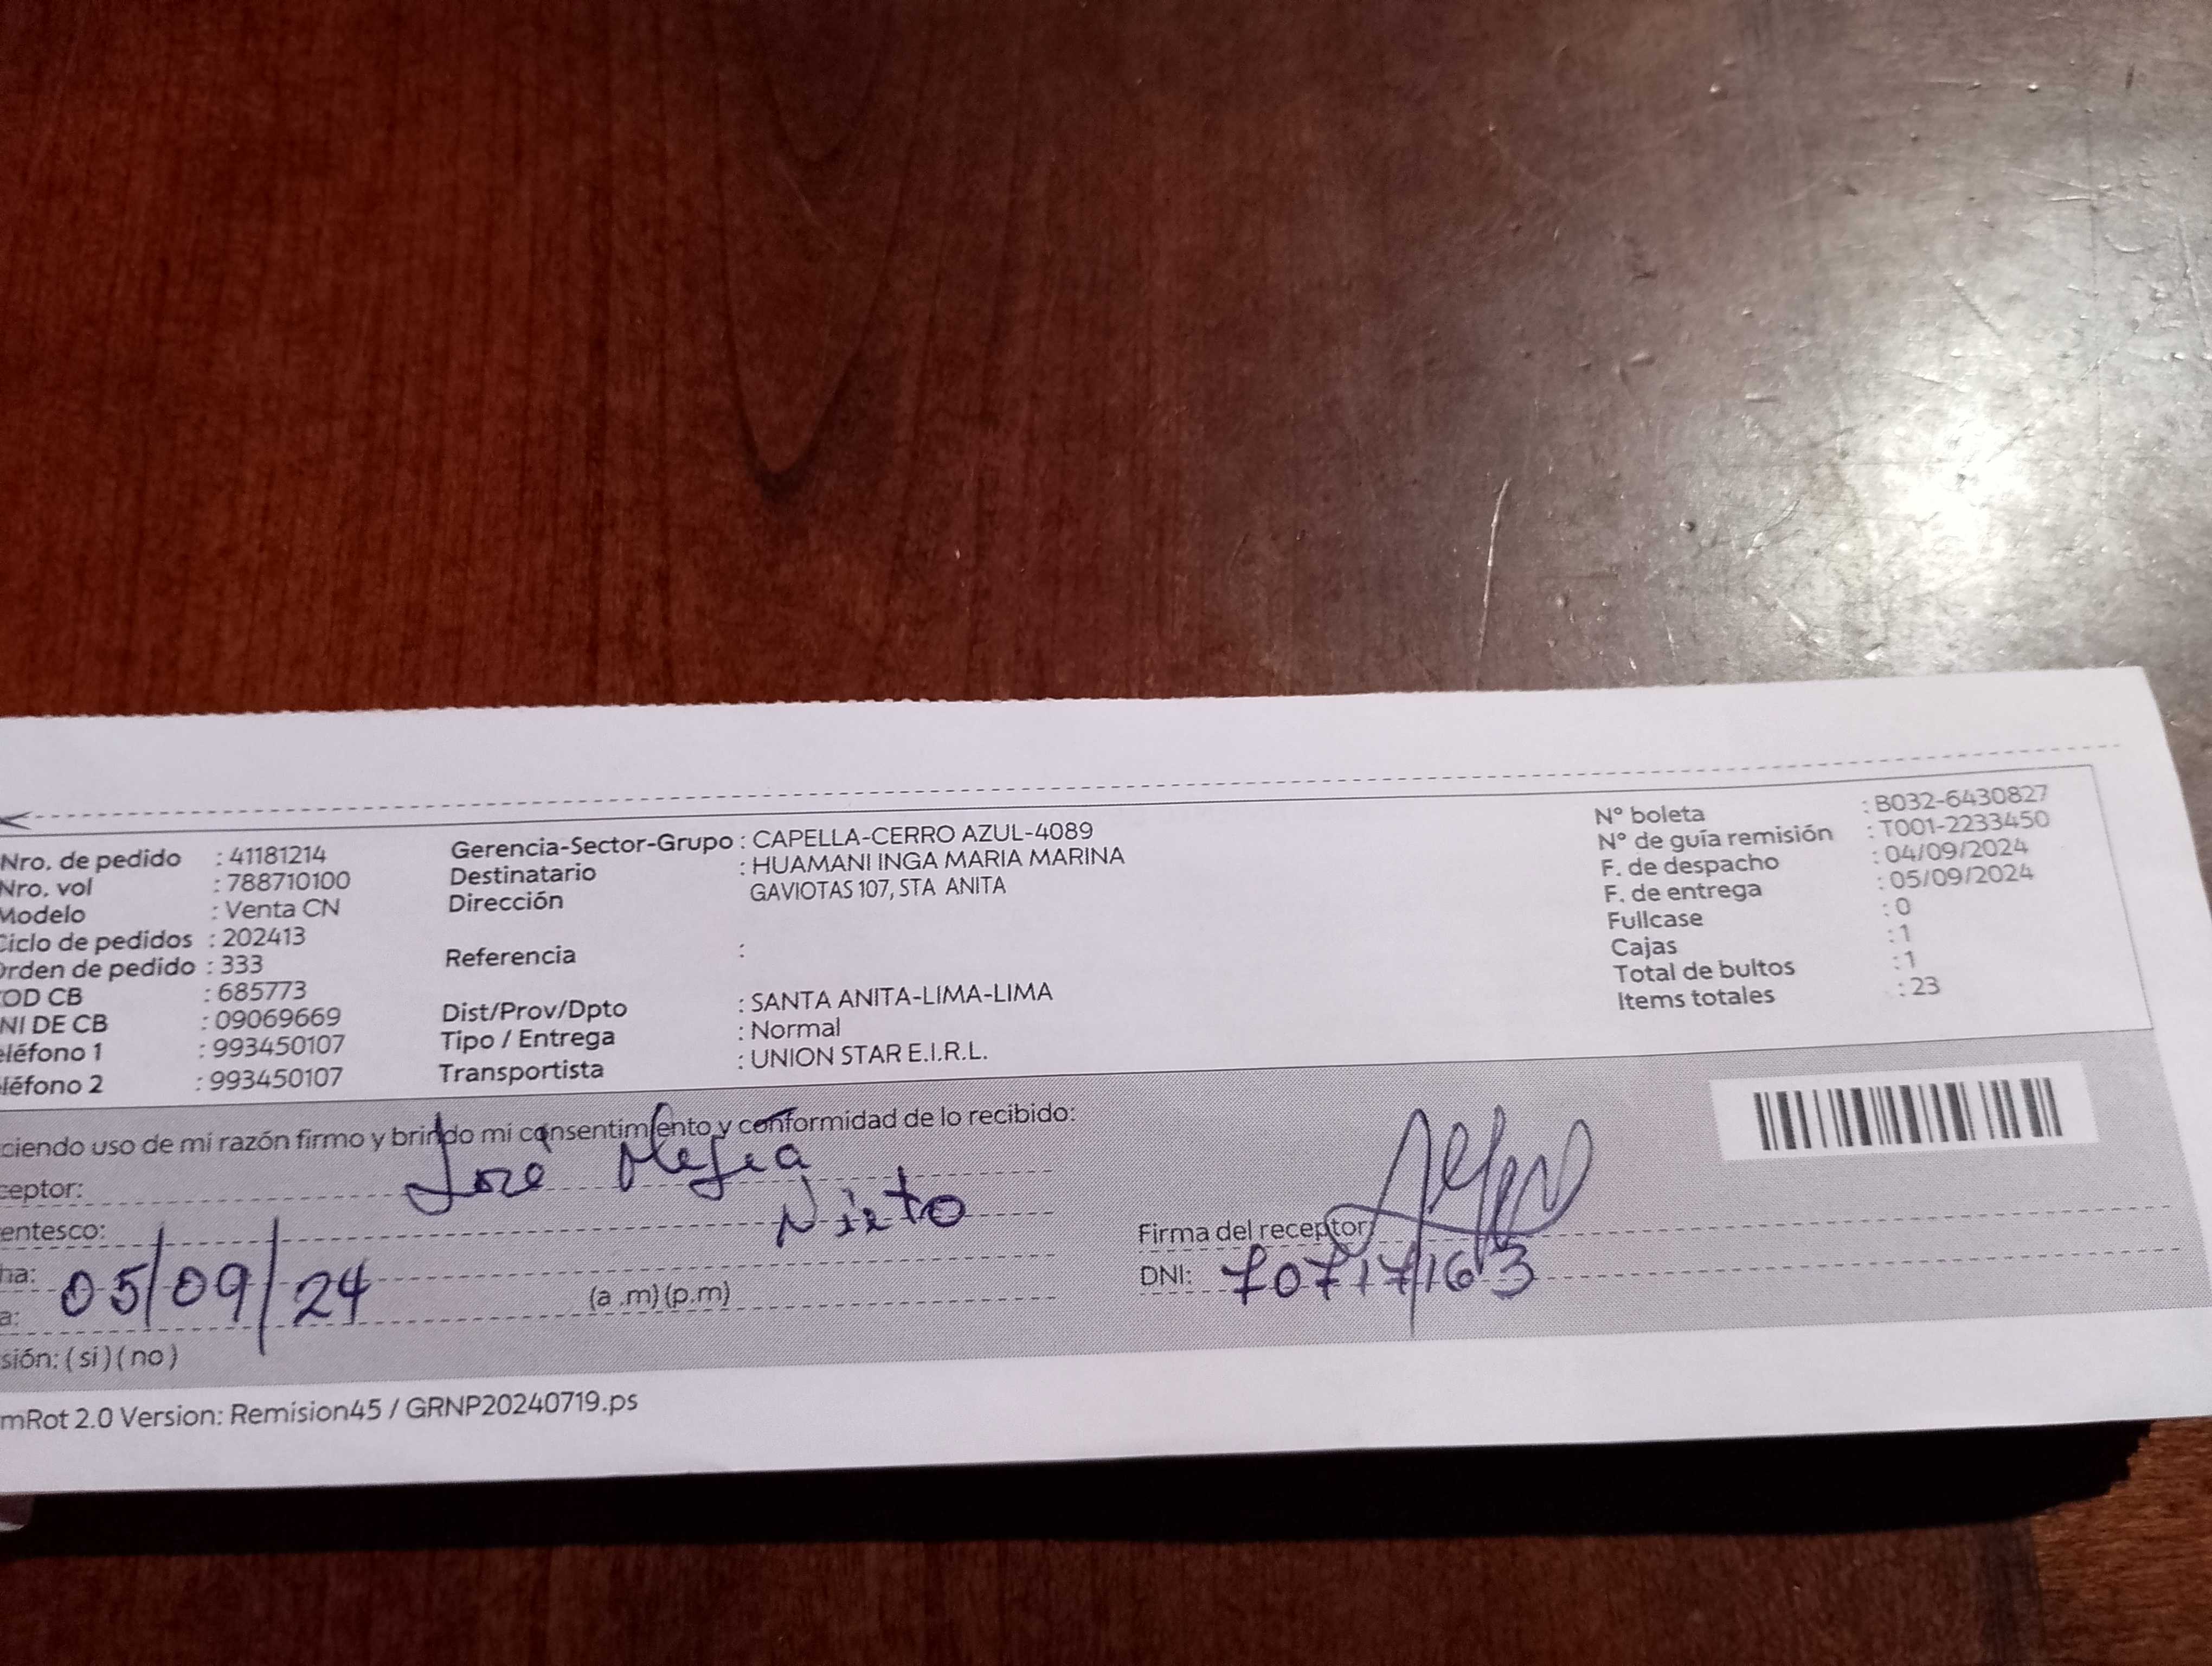 Nro. de pedido : 41181214
Nro. vol : 788710100
Modelo : Venta CN
Ciclo de pedidos : 202413
Orden de pedido : 333
OD CB : 685773
NI DE CB : 09069669
eléfono 1 : 993450107
léfono 2 : 993450107
Gerencia-Sector-Grupo : CAPELLA-CERRO AZUL-4089
Destinatario : HUAMANI INGA MARIA MARINA
Dirección GAVIOTAS 107, STA ANITA
Referencia :
Dist/Prov/Dpto : SANTA ANITA-LIMA-LIMA
Tipo / Entrega : Normal
Transportista : UNION STAR E.I.R.L.
Nº boleta : B032-6430827
Nº de guía remisión : T001-2233450
F. de despacho : 04/09/2024
F. de entrega : 05/09/2024
Fullcase : 0
Cajas : 1
Total de bultos : 1
Items totales : 23
ciendo uso de mi razón firmo y brindo mi consentimiento y conformidad de lo recibido:
ceptor: José Mejia
Nieto
entesco:
ha: 05/09/24
a: (a .m) (p.m)
sión: ( si ) ( no )
Firma del receptor:
DNI: 70717163
mRot 2.0 Version: Remision45 / GRNP20240719.ps